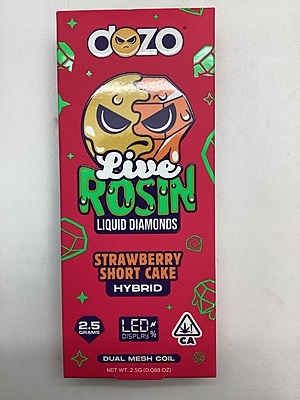 dozo
Live
ROSIN
LIQUID DIAMONDS
STRAWBERRY
SHORT CAKE
HYBRID
2.5
GRAMS
LED
DISPLAY %
CA
DUAL MESH COIL
NET WT. 2.5G (0.088 OZ)